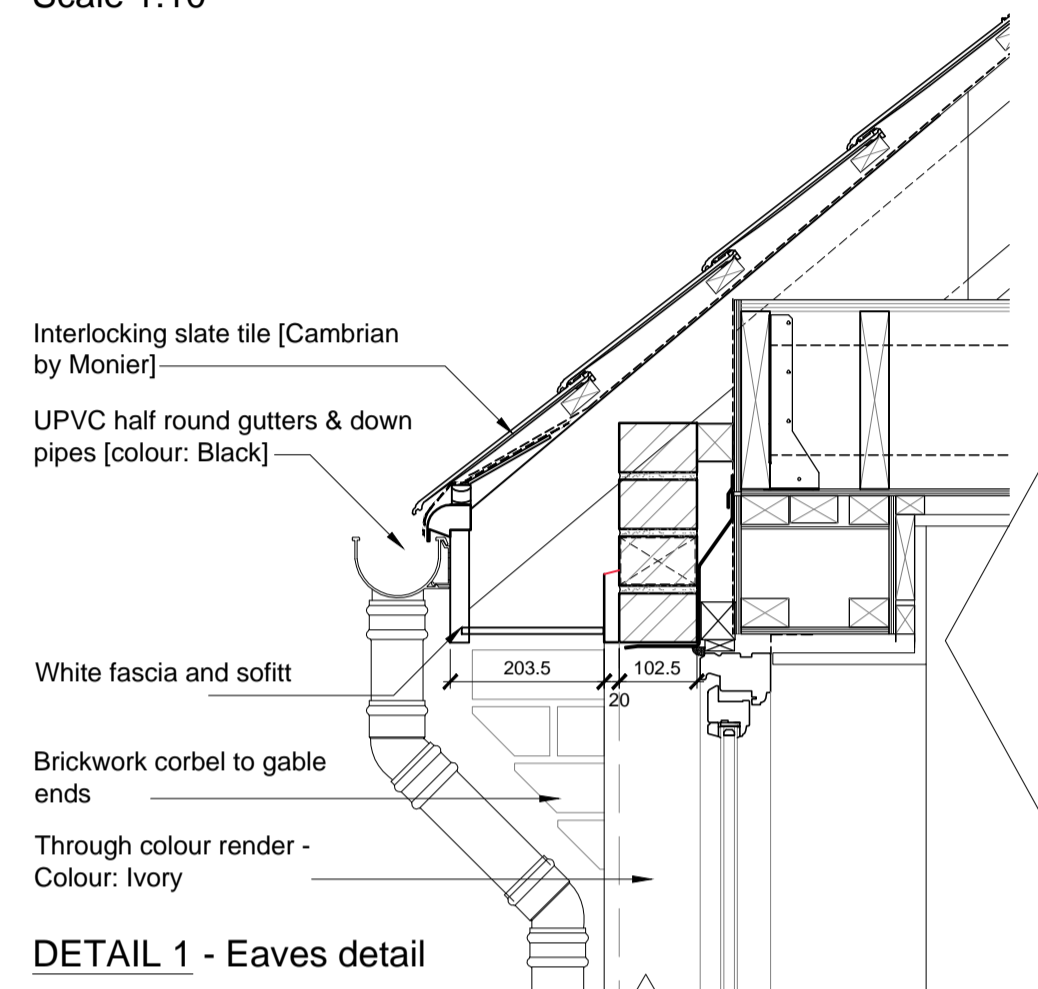 Scale 1:10
Interlocking slate tile [Cambrian
by Monier]
UPVC half round gutters & down
pipes [colour: Black]
White fascia and sofitt
203.5
102.5
20
Brickwork corbel to gable
ends
Through colour render -
Colour: Ivory
DETAIL 1 - Eaves detail